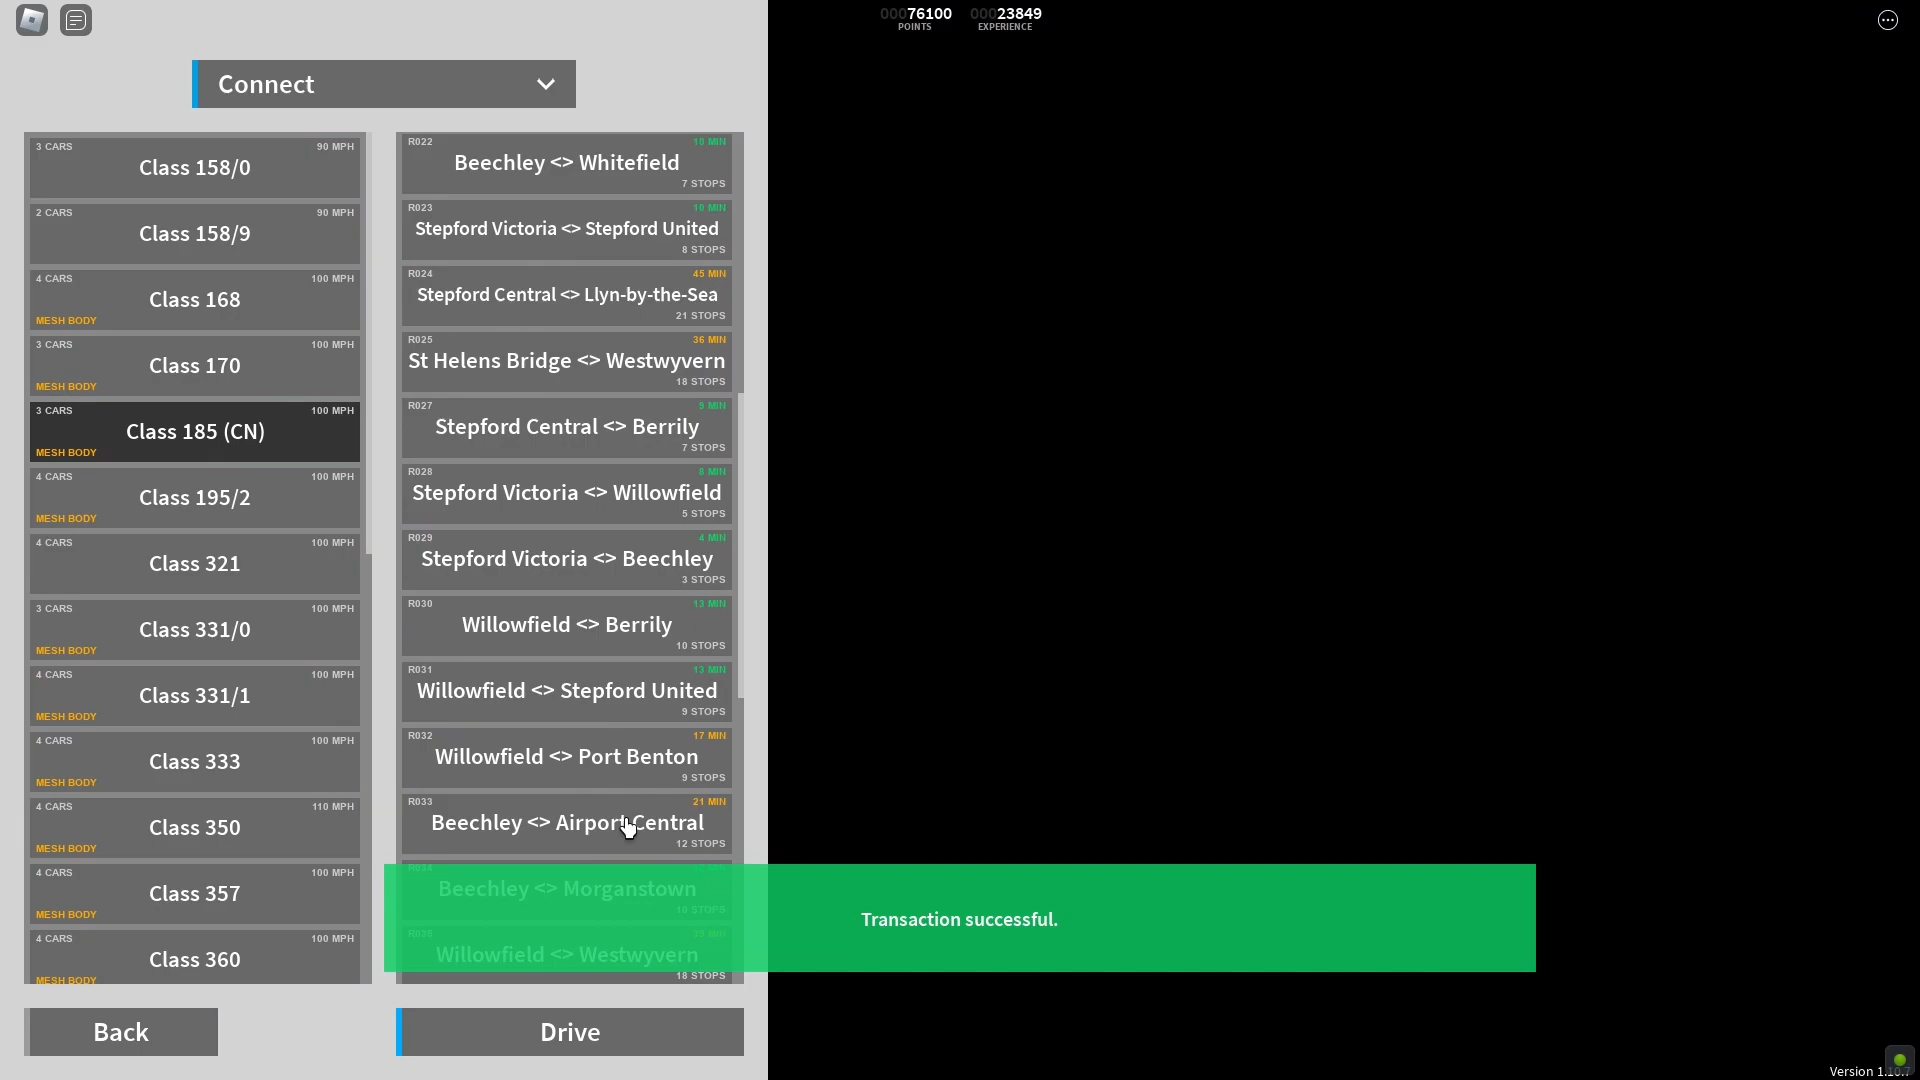 00076100
POINTS
00023849
EXPERIENCE
Connect
3 CARS 90 MPH
Class 158/0
2 CARS 90 MPH
Class 158/9
4 CARS 100 MPH
Class 168
MESH BODY
3 CARS 100 MPH
Class 170
MESH BODY
3 CARS 100 MPH
Class 185 (CN)
MESH BODY
4 CARS 100 MPH
Class 195/2
MESH BODY
4 CARS 100 MPH
Class 321
3 CARS 100 MPH
Class 331/0
MESH BODY
4 CARS 100 MPH
Class 331/1
MESH BODY
4 CARS 100 MPH
Class 333
MESH BODY
4 CARS 110 MPH
Class 350
MESH BODY
4 CARS 100 MPH
Class 357
MESH BODY
4 CARS 100 MPH
Class 360
MESH BODY
R022 10 MIN
Beechley <> Whitefield
7 STOPS
R023 10 MIN
Stepford Victoria <> Stepford United
8 STOPS
R024 45 MIN
Stepford Central <> Llyn-by-the-Sea
21 STOPS
R025 36 MIN
St Helens Bridge <> Westwyvern
18 STOPS
R027 9 MIN
Stepford Central <> Berrily
7 STOPS
R028 8 MIN
Stepford Victoria <> Willowfield
5 STOPS
R029 4 MIN
Stepford Victoria <> Beechley
3 STOPS
R030 13 MIN
Willowfield <> Berrily
10 STOPS
R031 13 MIN
Willowfield <> Stepford United
9 STOPS
R032 17 MIN
Willowfield <> Port Benton
9 STOPS
R033 21 MIN
Beechley <> Airport Central
12 STOPS
R034
Beechley <> Morganstown
STOPS
Willowfield <> Westwyvern
18 STOPS
Transaction successful.
Back
Drive
Version 1.10.7